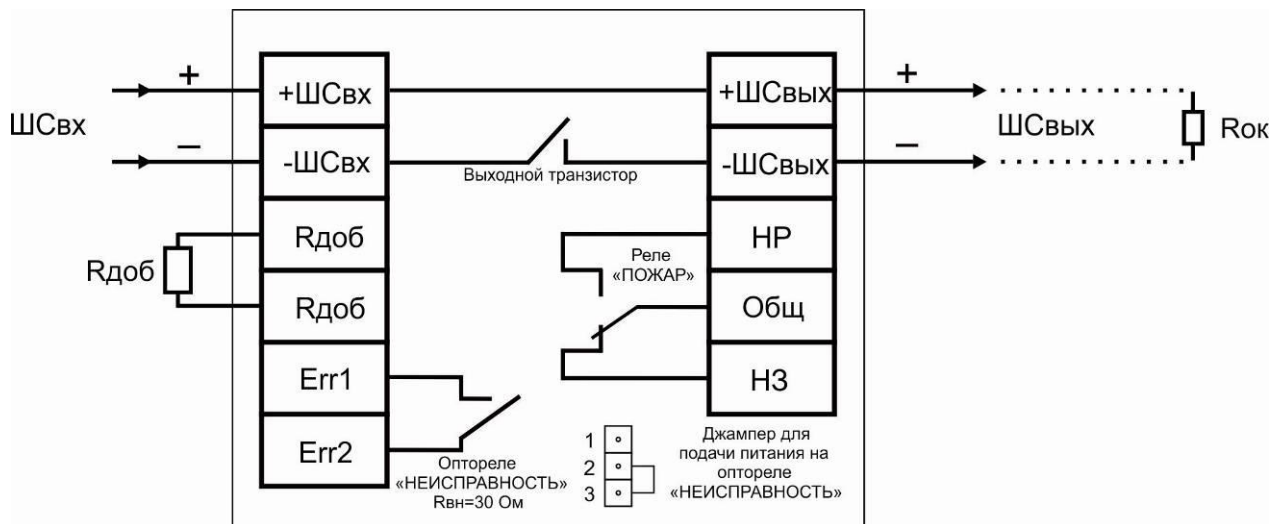 +
+ШСвх
+ШСвых
+
ШСвх
ШСвых
Rок
–
-ШСвх
Выходной транзистор
-ШСвых
–
Rдоб
Rдоб
Реле
«ПОЖАР»
НР
Rдоб
Общ
Err1
НЗ
Err2
Оптореле
«НЕИСПРАВНОСТЬ»
Rвн=30 Ом
1
2
3
Джампер для
подачи питания на
оптореле
«НЕИСПРАВНОСТЬ»